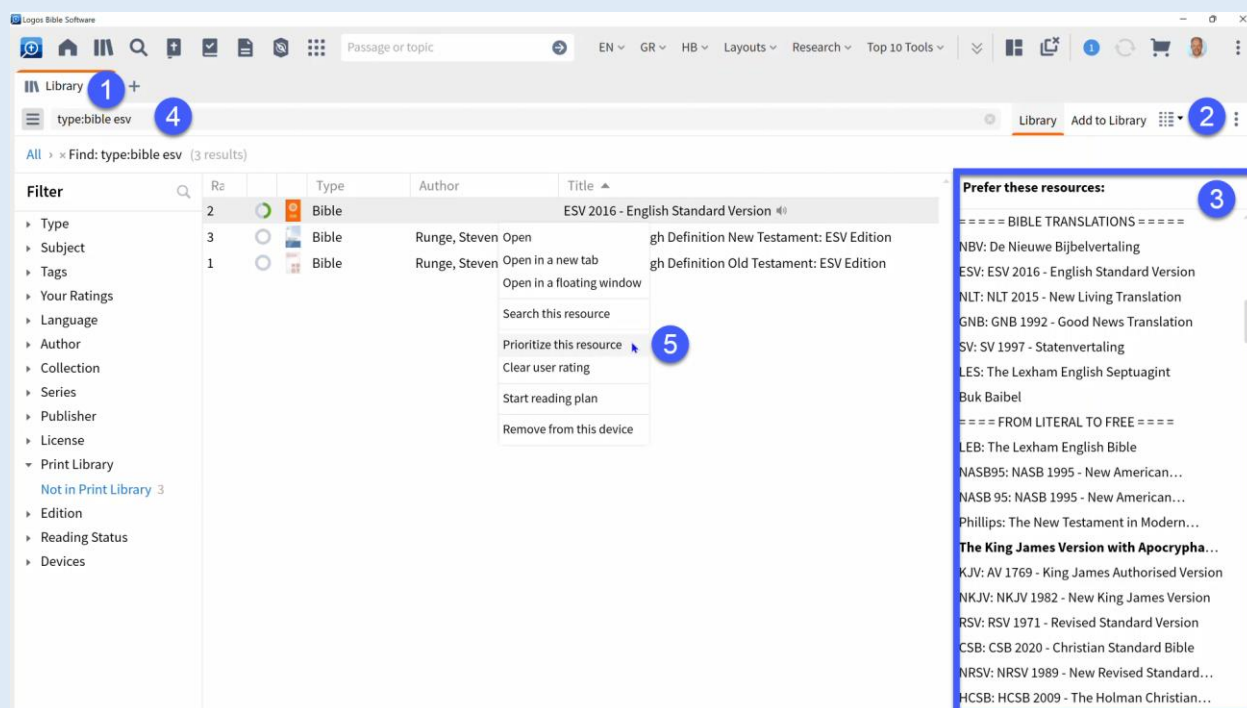 Logos Bible Software
Passage or topic
EN GR HB Layouts Research Top 10 Tools
1
Library 1
type:bible esv 4
Library Add to Library 2
All › × Find: type:bible esv (3 results)
Filter
Type
Subject
Tags
Your Ratings
Language
Author
Collection
Series
Publisher
License
Print Library
Not in Print Library 3
Edition
Reading Status
Devices
Ra Type Author Title
2 Bible ESV 2016 - English Standard Version
3 Bible Runge, Steven gh Definition New Testament: ESV Edition
1 Bible Runge, Steven gh Definition Old Testament: ESV Edition
Open
Open in a new tab
Open in a floating window
Search this resource
Prioritize this resource 5
Clear user rating
Start reading plan
Remove from this device
Prefer these resources: 3
= = = = = BIBLE TRANSLATIONS = = = = =
NBV: De Nieuwe Bijbelvertaling
ESV: ESV 2016 - English Standard Version
NLT: NLT 2015 - New Living Translation
GNB: GNB 1992 - Good News Translation
SV: SV 1997 - Statenvertaling
LES: The Lexham English Septuagint
Buk Baibel
= = = = FROM LITERAL TO FREE = = = =
LEB: The Lexham English Bible
NASB95: NASB 1995 - New American…
NASB 95: NASB 1995 - New American…
Phillips: The New Testament in Modern…
The King James Version with Apocrypha…
KJV: AV 1769 - King James Authorised Version
NKJV: NKJV 1982 - New King James Version
RSV: RSV 1971 - Revised Standard Version
CSB: CSB 2020 - Christian Standard Bible
NRSV: NRSV 1989 - New Revised Standard…
HCSB: HCSB 2009 - The Holman Christian…